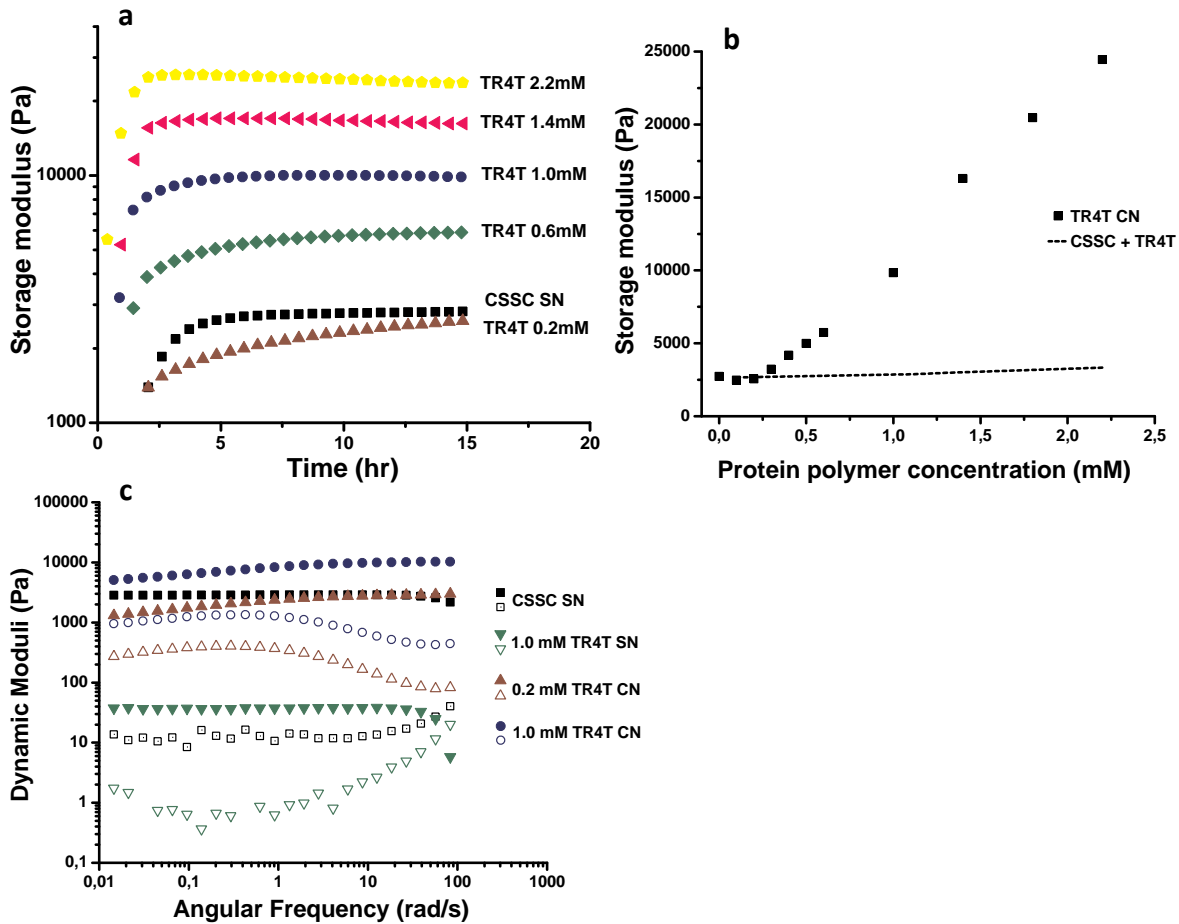 a
Storage modulus (Pa)
10000
1000
TR4T 2.2mM
TR4T 1.4mM
TR4T 1.0mM
TR4T 0.6mM
CSSC SN
TR4T 0.2mM
0 5 10 15 20
Time (hr)
b
Storage modulus (Pa)
25000
20000
15000
10000
5000
0
TR4T CN
CSSC + TR4T
0,0 0,5 1,0 1,5 2,0 2,5
Protein polymer concentration (mM)
c
Dynamic Moduli (Pa)
100000
10000
1000
100
10
1
0,1
CSSC SN
1.0 mM TR4T SN
0.2 mM TR4T CN
1.0 mM TR4T CN
0,01 0,1 1 10 100 1000
Angular Frequency (rad/s)